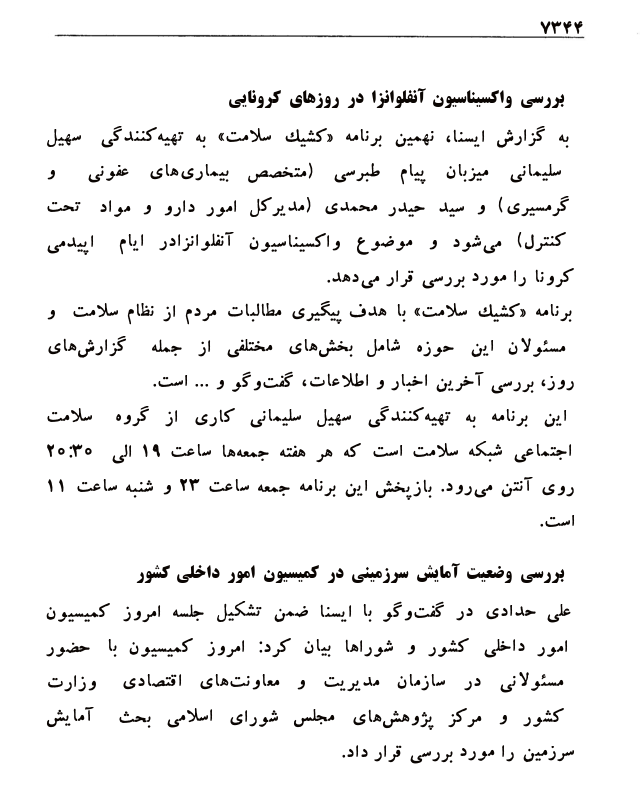 ۷۳۴۴
بررسی واکسیناسیون آنفلوانزا در روزهای کرونایی
به گزارش ایسنا، نهمین برنامه «کشیك سلامت» به تهیه‌کنندگی سهیل
سلیمانی میزبان پیام طبرسی (متخصص بیماری‌های عفونی و
گرمسیری) و سید حیدر محمدی (مدیرکل امور دارو و مواد تحت
کنترل) می‌شود و موضوع واکسیناسیون آنفلوانزادر ایام اپیدمی
کرونا را مورد بررسی قرار می‌دهد.
برنامه «کشیك سلامت» با هدف پیگیری مطالبات مردم از نظام سلامت و
مسئولان این حوزه شامل بخش‌های مختلفی از جمله گزارش‌های
روز، بررسی آخرین اخبار و اطلاعات، گفت‌وگو و ... است.
این برنامه به تهیه‌کنندگی سهیل سلیمانی کاری از گروه سلامت
اجتماعی شبکه سلامت است که هر هفته جمعه‌ها ساعت ۱۹ الی ۲۰:۳۰
روی آنتن می‌رود. بازپخش این برنامه جمعه ساعت ۲۳ و شنبه ساعت ۱۱
است.
بررسی وضعیت آمایش سرزمینی در کمیسیون امور داخلی کشور
علی حدادی در گفت‌وگو با ایسنا ضمن تشکیل جلسه امروز کمیسیون
امور داخلی کشور و شوراها بیان کرد: امروز کمیسیون با حضور
مسئولانی در سازمان مدیریت و معاونت‌های اقتصادی وزارت
کشور و مرکز پژوهش‌های مجلس شورای اسلامی بحث آمایش
سرزمین را مورد بررسی قرار داد.